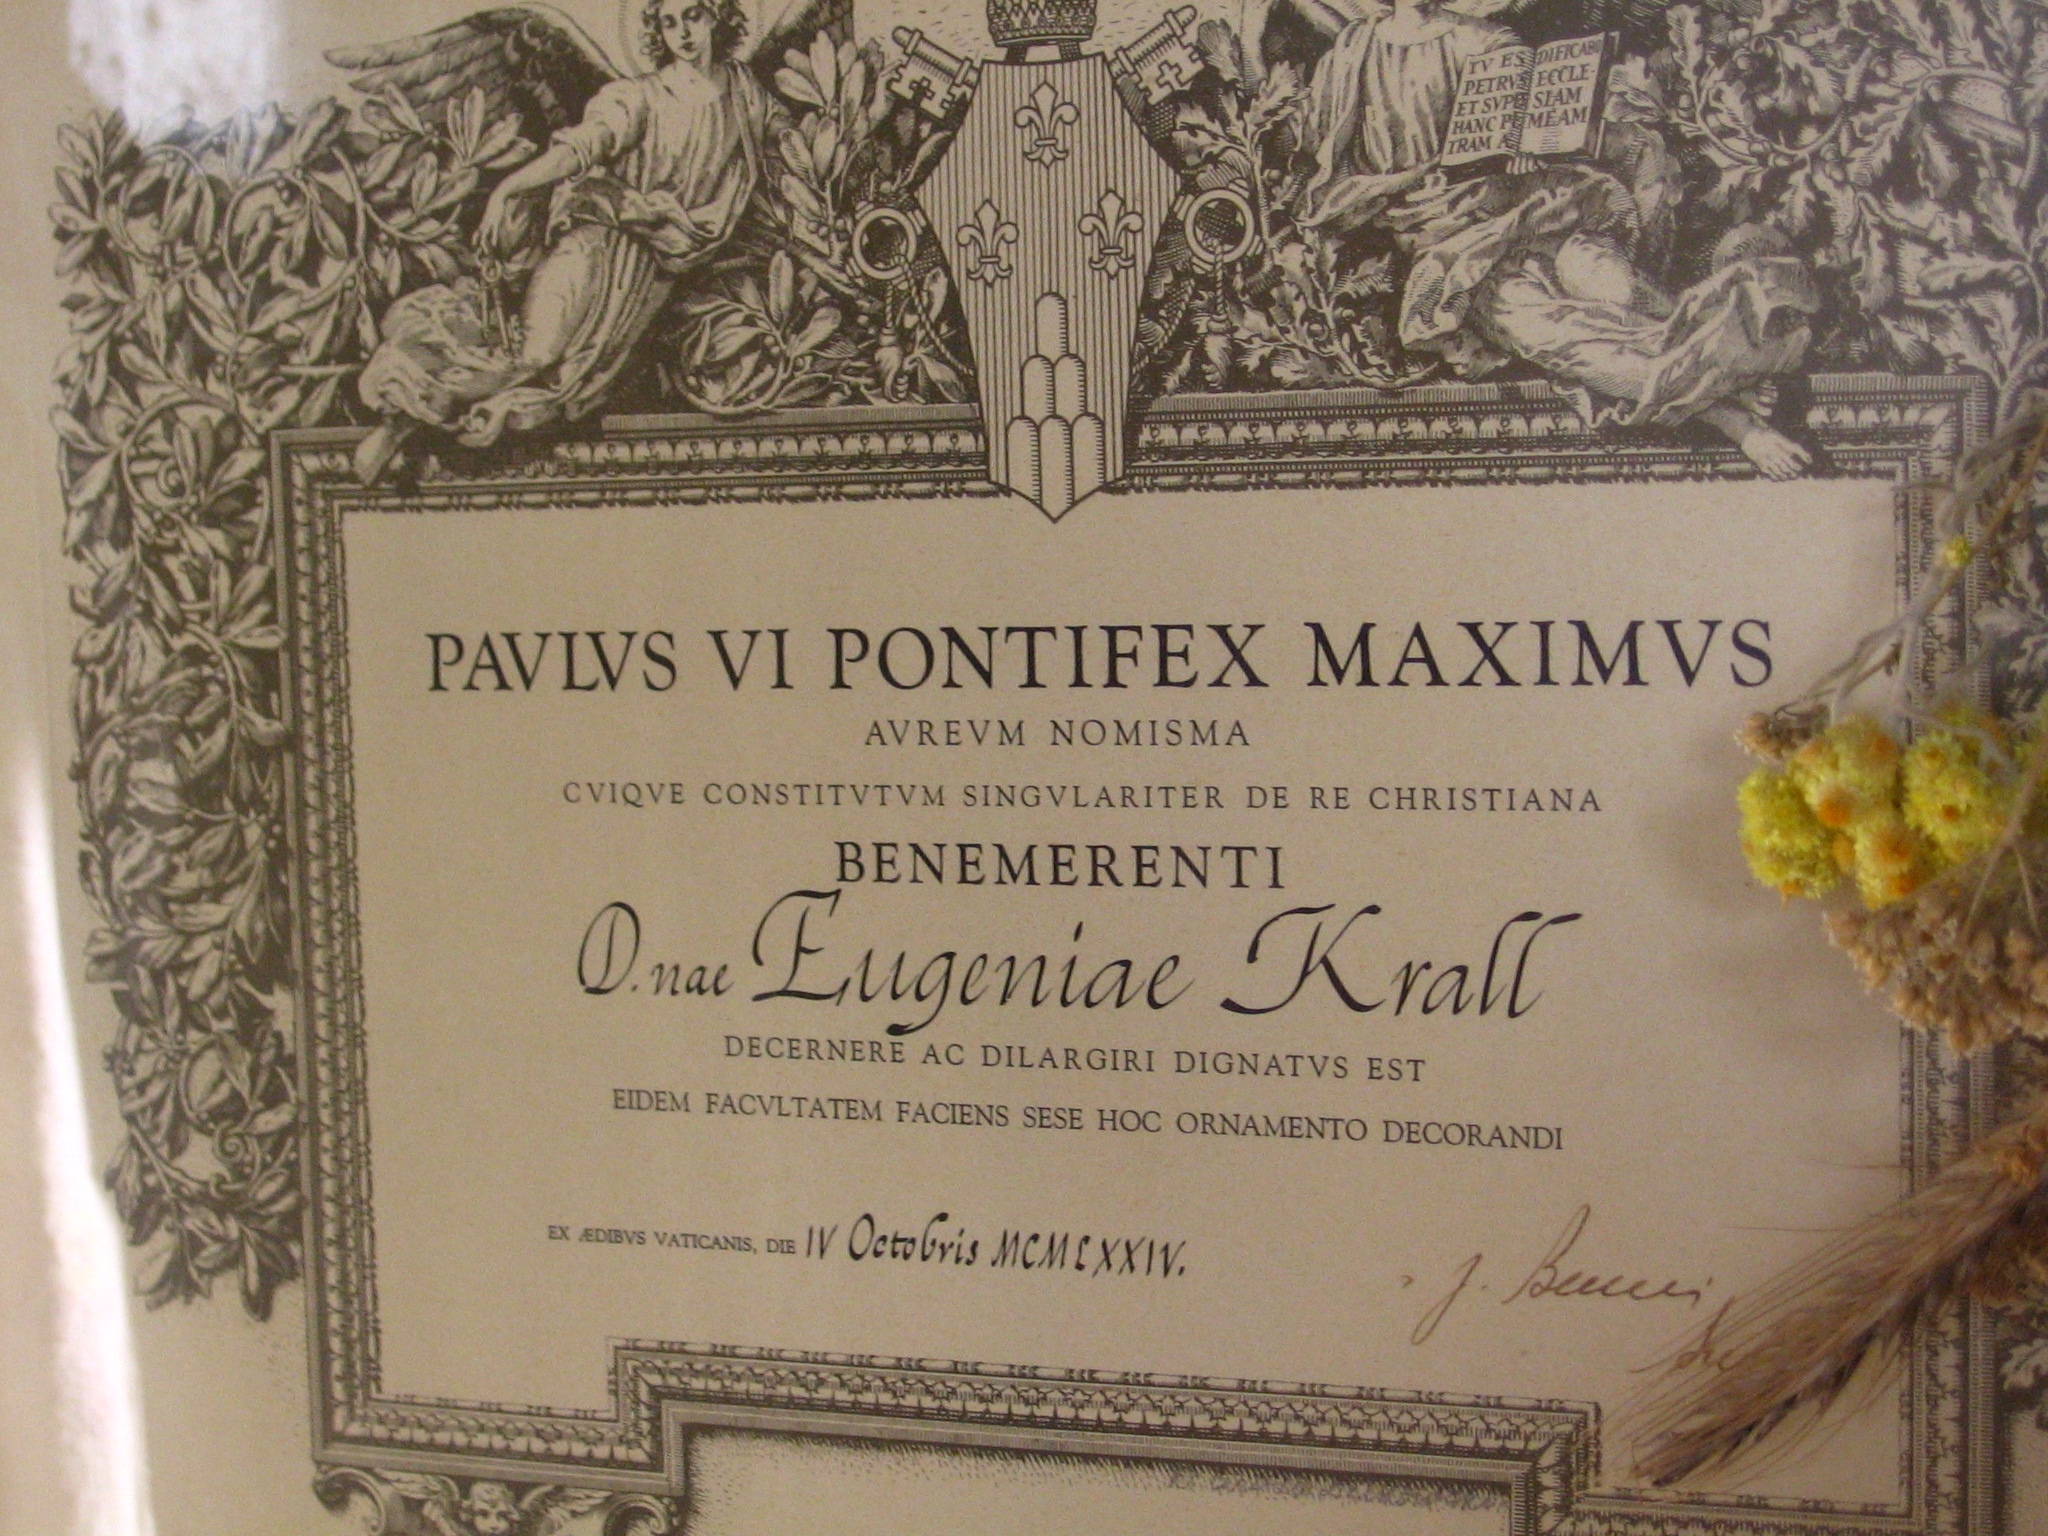 TV ES
PETRVS
ET SVPE
HANC PE
TRAM A
DIFICABO
ECCLE-
SIAM
MEAM
PAVLVS VI PONTIFEX MAXIMVS
AVREVM NOMISMA
CVIQVE CONSTITVTVM SINGVLARITER DE RE CHRISTIANA
BENEMERENTI
D.nae Eugeniae Krall
DECERNERE AC DILARGIRI DIGNATVS EST
EIDEM FACVLTATEM FACIENS SESE HOC ORNAMENTO DECORANDI
EX ÆDIBVS VATICANIS, DIE IV Octobris MCMLXXIV.